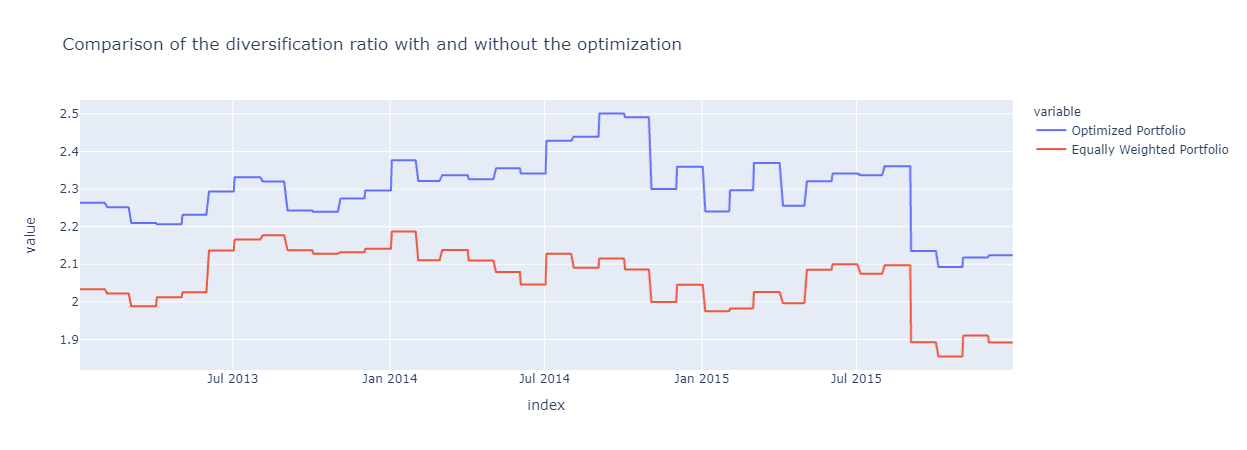 Comparison of the diversification ratio with and without the optimization
variable
Optimized Portfolio
Equally Weighted Portfolio
value
2.5
2.4
2.3
2.2
2.1
2
1.9
Jul 2013
Jan 2014
Jul 2014
Jan 2015
Jul 2015
index